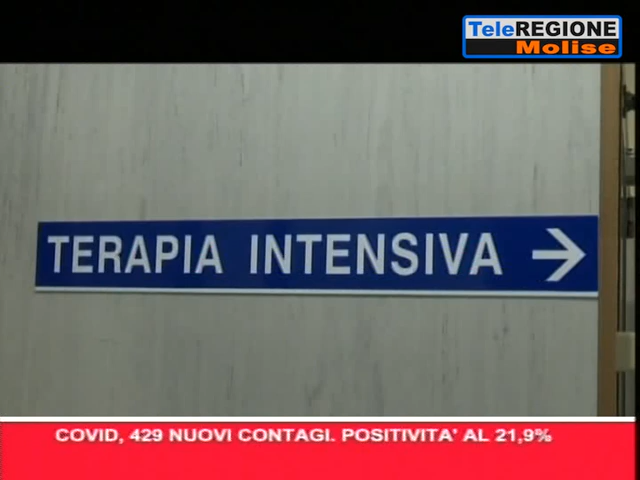 TeleREGIONE
Molise
TERAPIA INTENSIVA →
COVID, 429 NUOVI CONTAGI. POSITIVITA' AL 21,9%